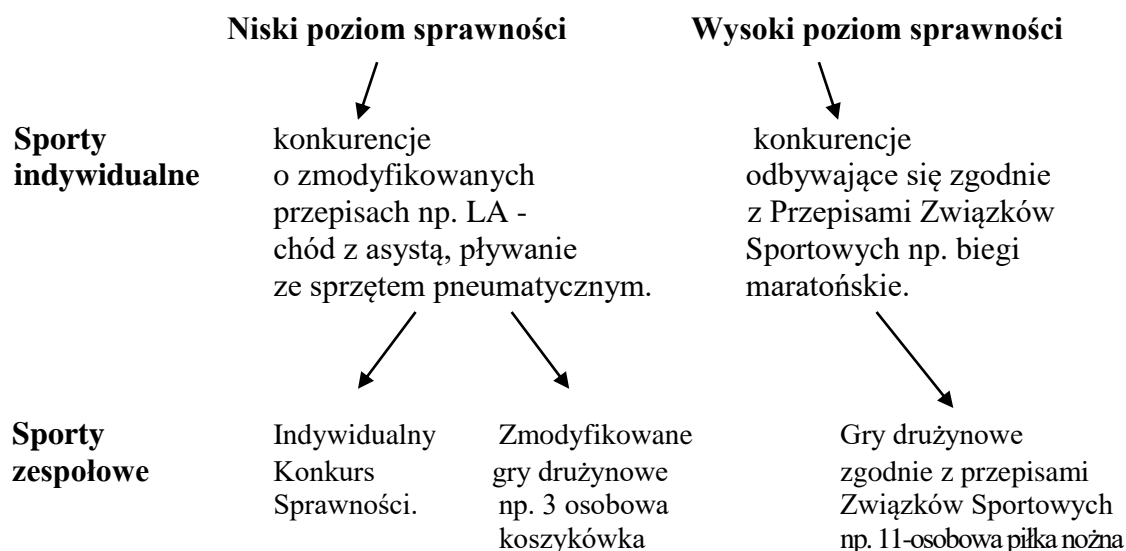 Niski poziom sprawności
Wysoki poziom sprawności
Sporty
indywidualne
konkurencje
o zmodyfikowanych
przepisach np. LA -
chód z asystą, pływanie
ze sprzętem pneumatycznym.
konkurencje
odbywające się zgodnie
z Przepisami Związków
Sportowych np. biegi
maratońskie.
Sporty
zespołowe
Indywidualny
Konkurs
Sprawności.
Zmodyfikowane
gry drużynowe
np. 3 osobowa
koszykówka
Gry drużynowe
zgodnie z przepisami
Związków Sportowych
np. 11-osobowa piłka nożna